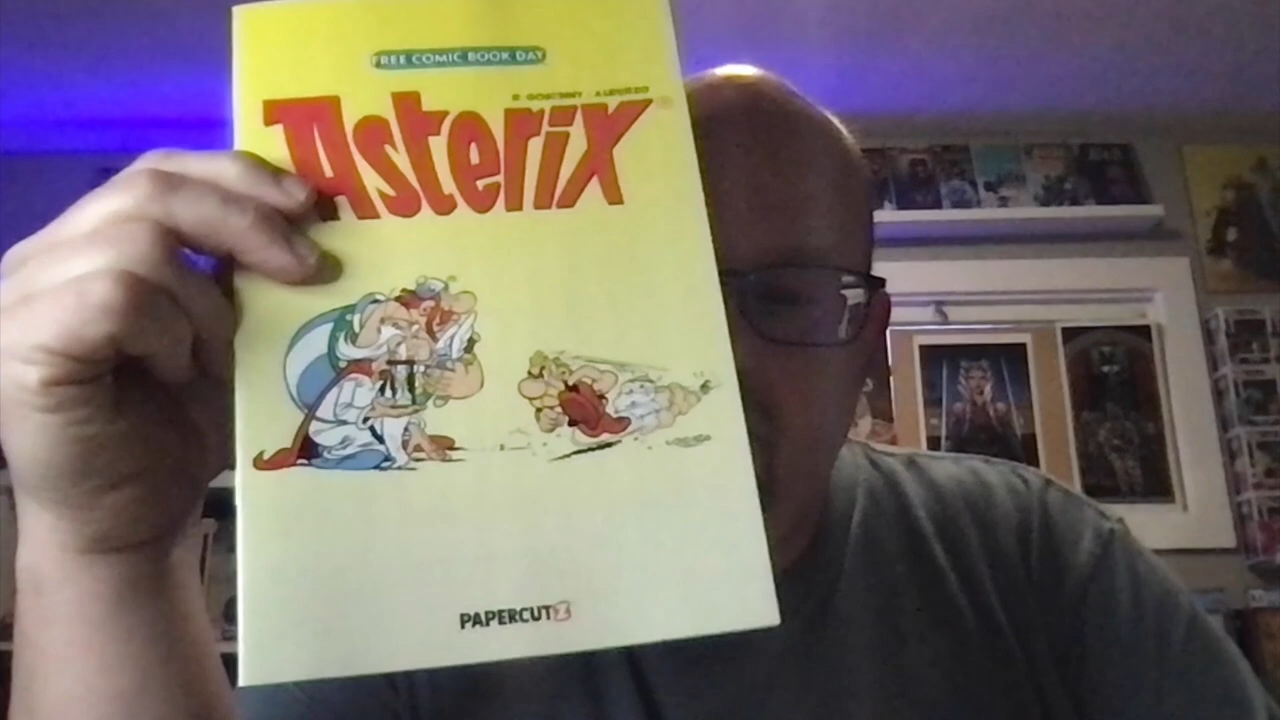 FREE COMIC BOOK DAY
R. GOSCINNY A. UDERZO
Asterix
PAPERCUTZ